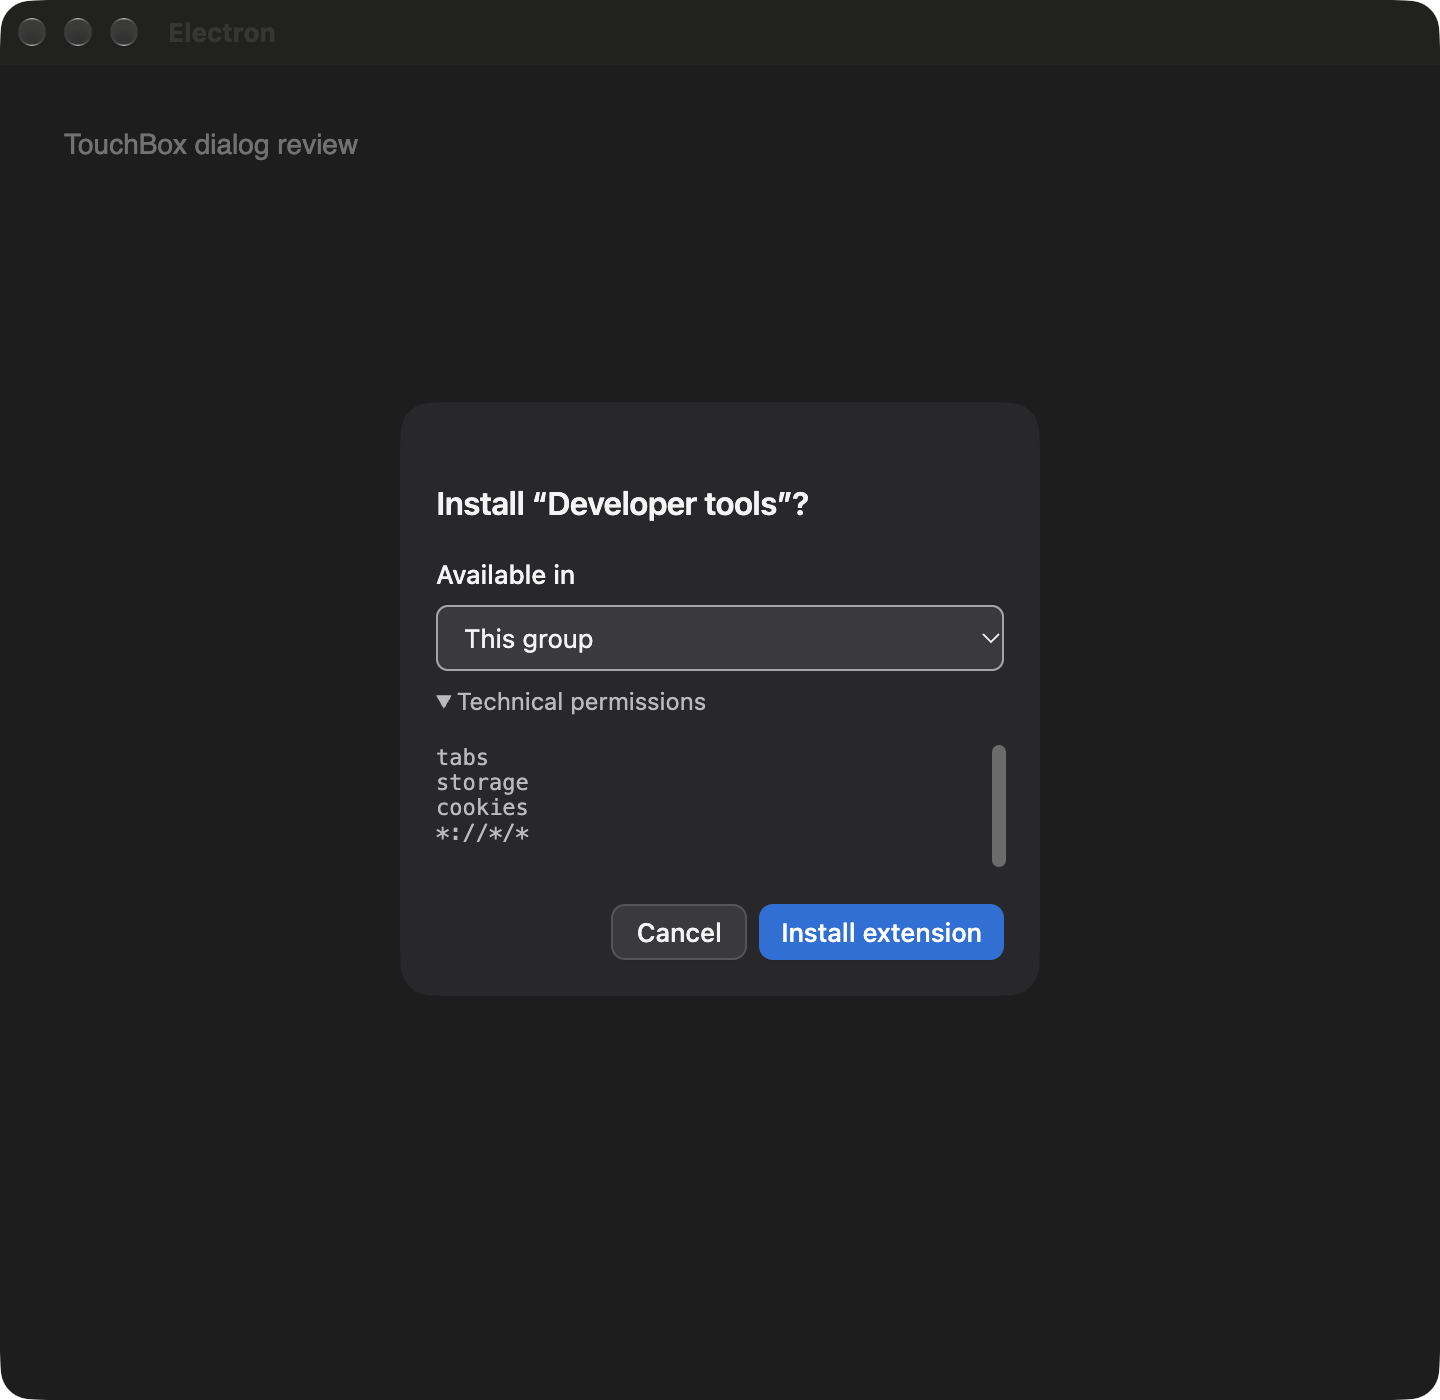 Electron
TouchBox dialog review
Install “Developer tools”?
Available in
This group
Technical permissions
tabs
storage
cookies
*://*/*
Cancel
Install extension